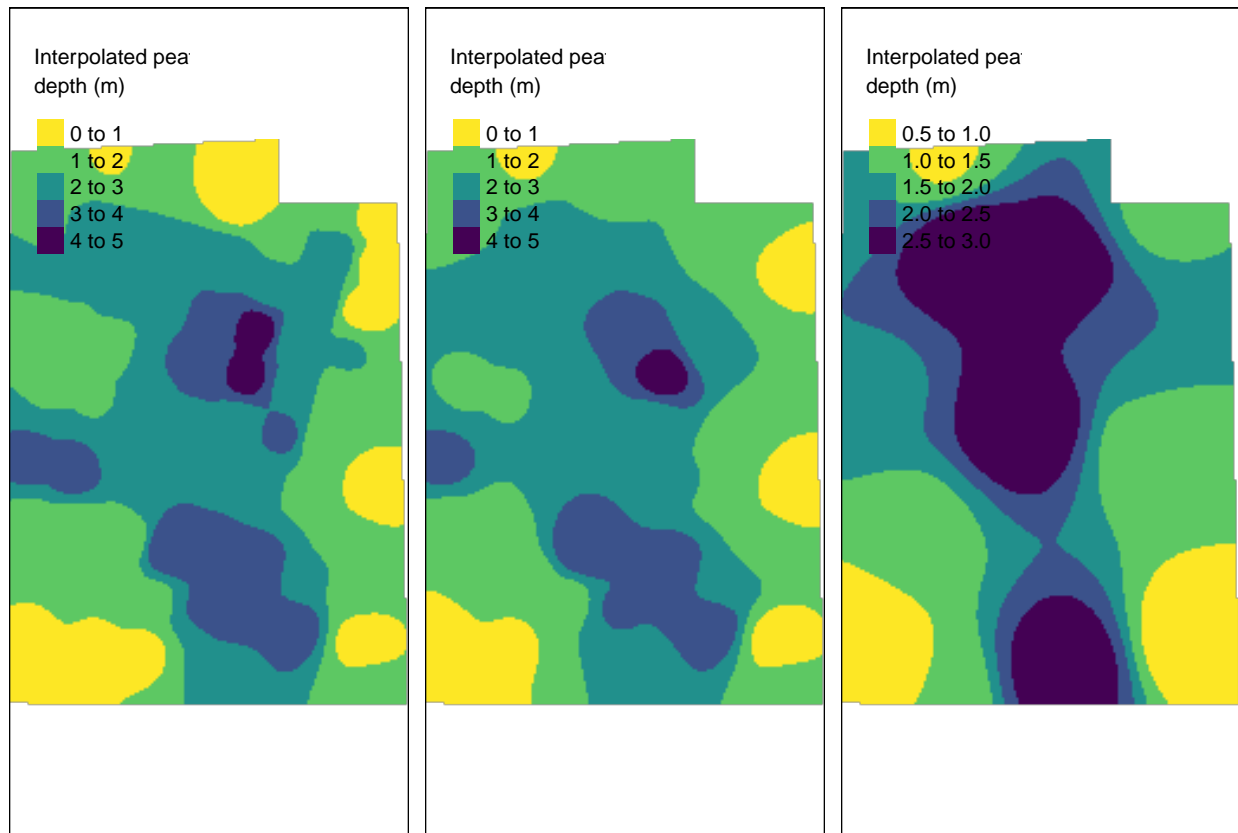 Interpolated pea
depth (m)
0 to 1
1 to 2
2 to 3
3 to 4
4 to 5
Interpolated pea
depth (m)
0 to 1
1 to 2
2 to 3
3 to 4
4 to 5
Interpolated pea
depth (m)
0.5 to 1.0
1.0 to 1.5
1.5 to 2.0
2.0 to 2.5
2.5 to 3.0